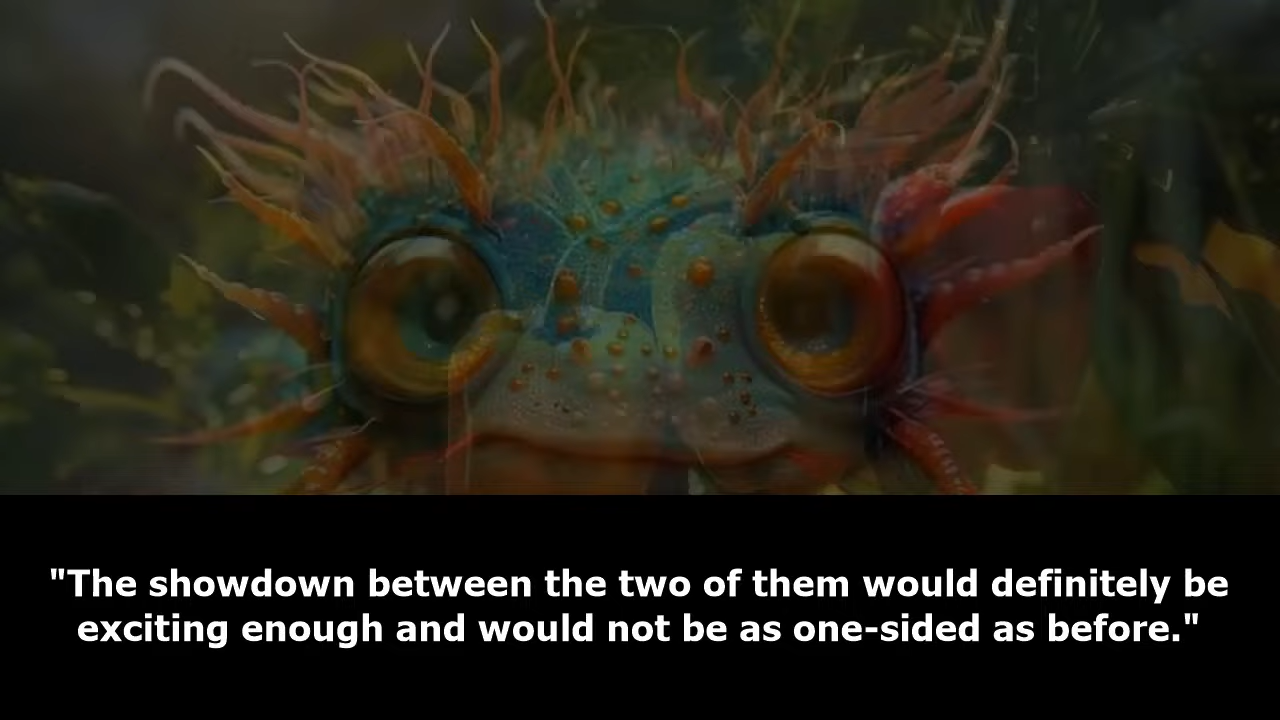 "The showdown between the two of them would definitely be
exciting enough and would not be as one-sided as before."